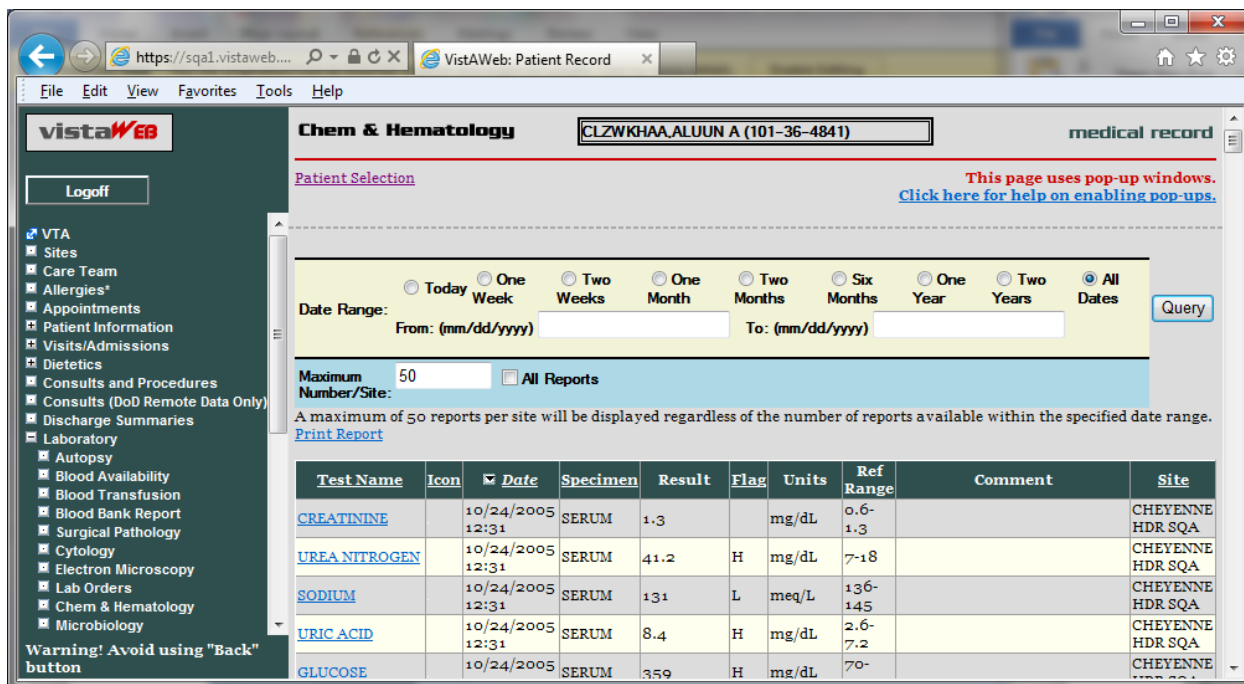 https://sqa1.vistaweb....
VistAWeb: Patient Record
File Edit View Favorites Tools Help
vistaWEB
Logoff
VTA
Sites
Care Team
Allergies*
Appointments
Patient Information
Visits/Admissions
Dietetics
Consults and Procedures
Consults (DoD Remote Data Only)
Discharge Summaries
Laboratory
Autopsy
Blood Availability
Blood Transfusion
Blood Bank Report
Surgical Pathology
Cytology
Electron Microscopy
Lab Orders
Chem & Hematology
Microbiology
Warning! Avoid using "Back"
button
Chem & Hematology CLZWKHAA,ALUUN A (101-36-4841) medical record
Patient Selection This page uses pop-up windows.
Click here for help on enabling pop-ups.
Date Range: Today One Week Two Weeks One Month Two Months Six Months One Year Two Years All Dates
From: (mm/dd/yyyy) To: (mm/dd/yyyy) Query
Maximum Number/Site: 50 All Reports
A maximum of 50 reports per site will be displayed regardless of the number of reports available within the specified date range.
Print Report
Test Name Icon Date Specimen Result Flag Units Ref Range Comment Site
CREATININE 10/24/2005 12:31 SERUM 1.3 mg/dL 0.6-1.3 CHEYENNE HDR SQA
UREA NITROGEN 10/24/2005 12:31 SERUM 41.2 H mg/dL 7-18 CHEYENNE HDR SQA
SODIUM 10/24/2005 12:31 SERUM 131 L meq/L 136-145 CHEYENNE HDR SQA
URIC ACID 10/24/2005 12:31 SERUM 8.4 H mg/dL 2.6-7.2 CHEYENNE HDR SQA
GLUCOSE 10/24/2005 SERUM 359 H mg/dL 70- CHEYENNE